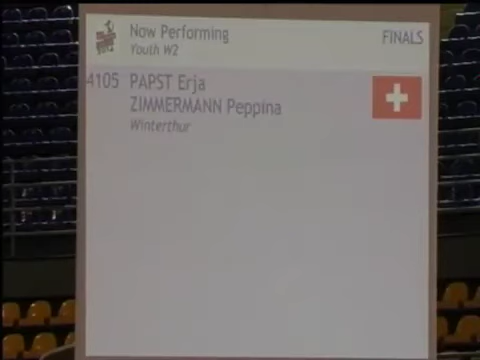 Now Performing
FINALS
Youth W2
4105 PAPST Erja
ZIMMERMANN Peppina
Winterthur